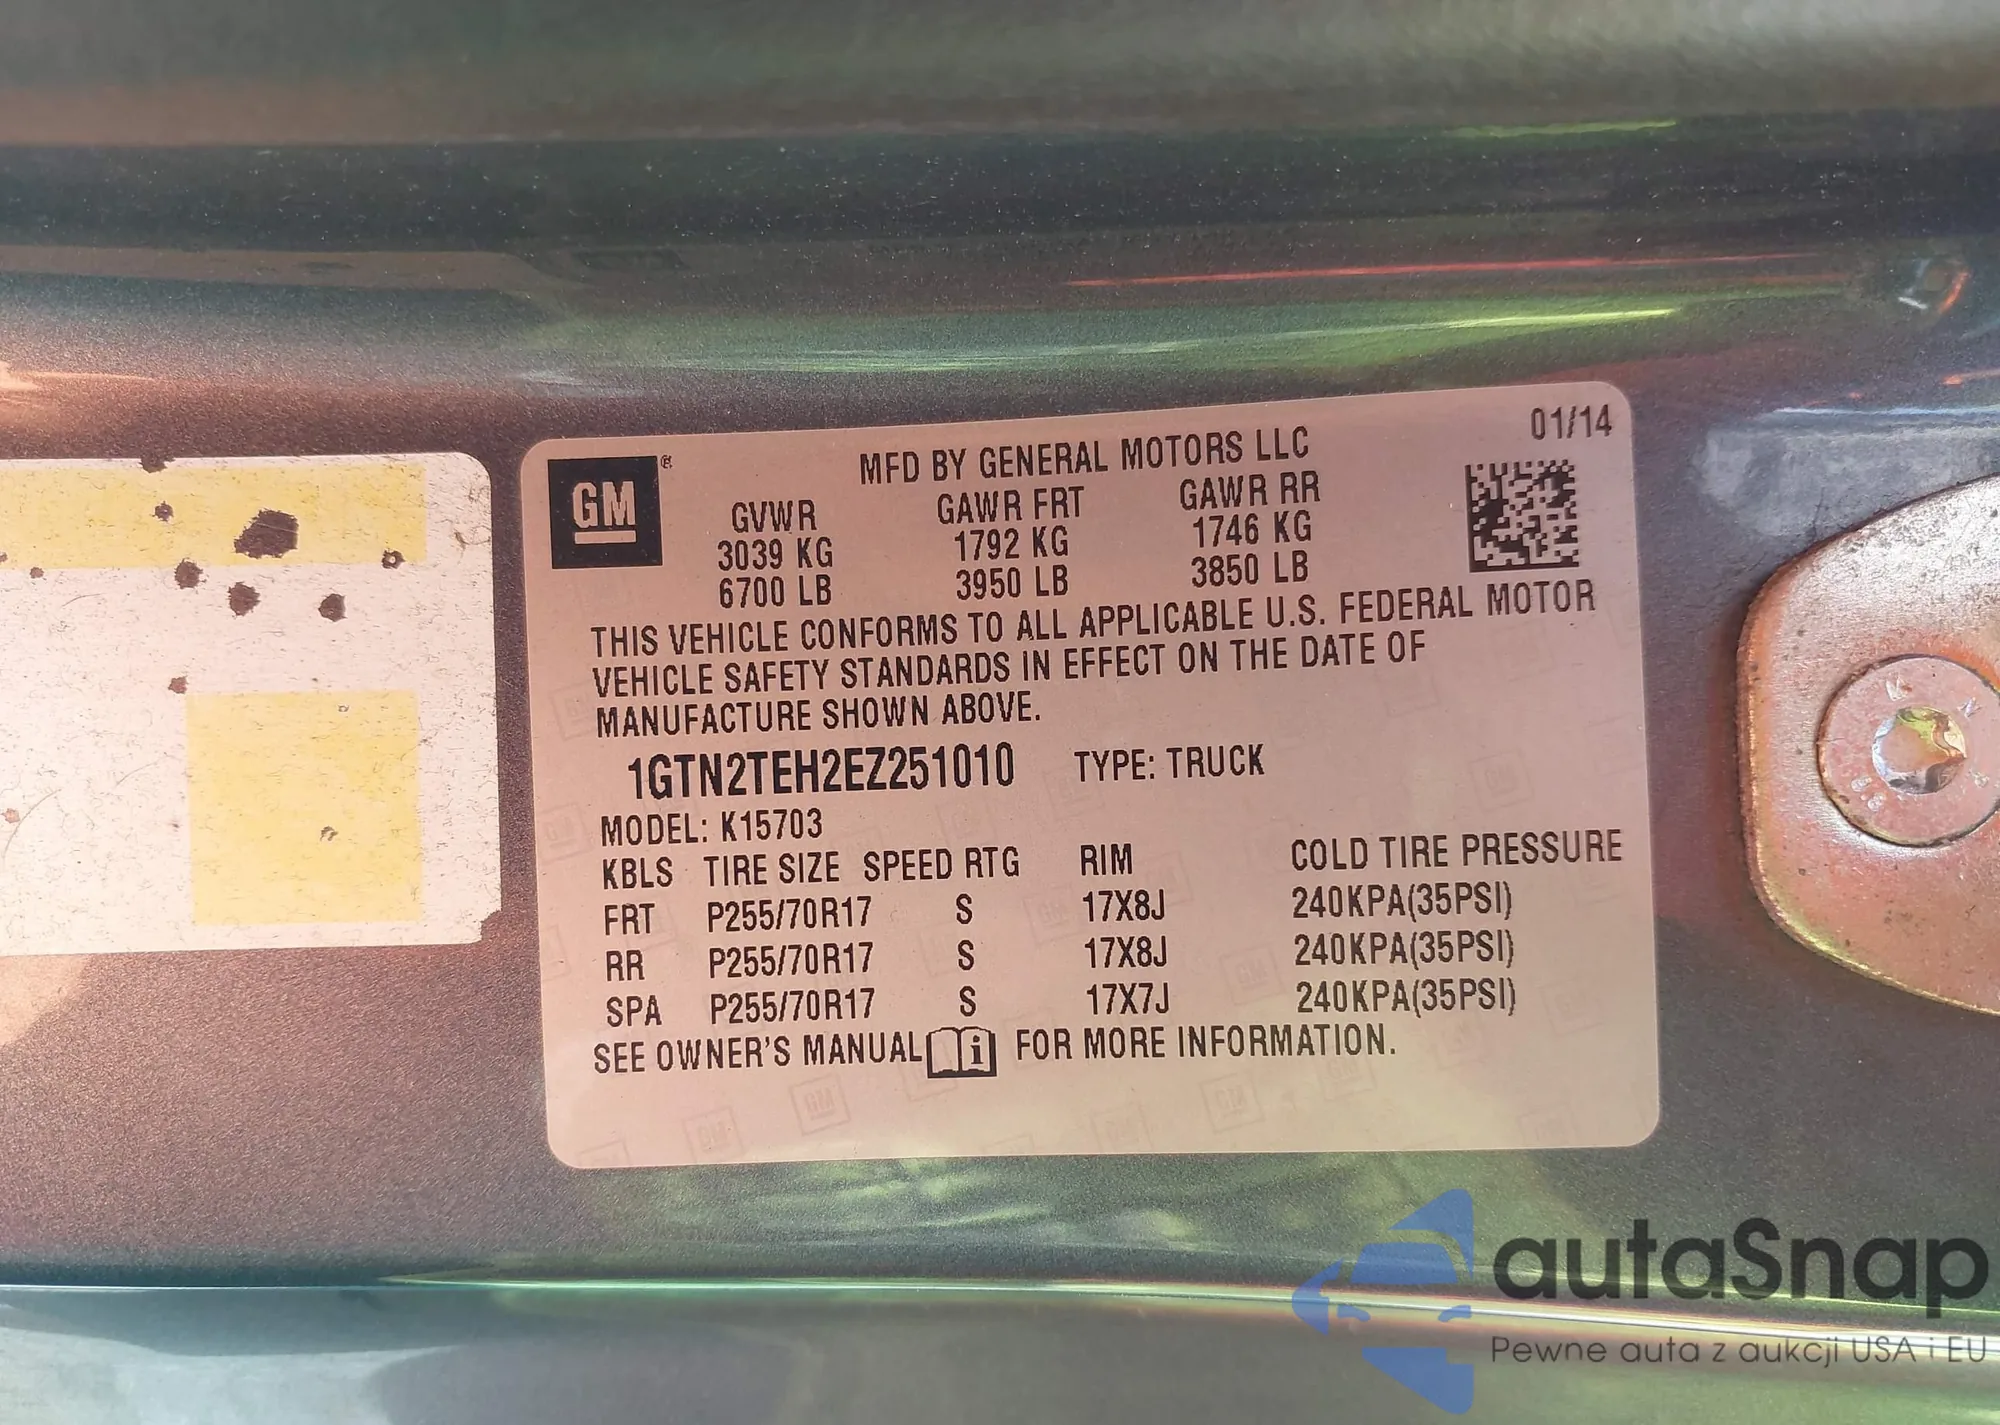 01/14
GM
MFD BY GENERAL MOTORS LLC
GVWR GAWR FRT GAWR RR
3039 KG 1792 KG 1746 KG
6700 LB 3950 LB 3850 LB
THIS VEHICLE CONFORMS TO ALL APPLICABLE U.S. FEDERAL MOTOR
VEHICLE SAFETY STANDARDS IN EFFECT ON THE DATE OF
MANUFACTURE SHOWN ABOVE.
1GTN2TEH2EZ251010 TYPE: TRUCK
MODEL: K15703
KBLS TIRE SIZE SPEED RTG RIM COLD TIRE PRESSURE
FRT P255/70R17 S 17X8J 240KPA(35PSI)
RR P255/70R17 S 17X8J 240KPA(35PSI)
SPA P255/70R17 S 17X7J 240KPA(35PSI)
SEE OWNER'S MANUAL i FOR MORE INFORMATION.
autaSnap
Pewne auta z aukcji USA i EU